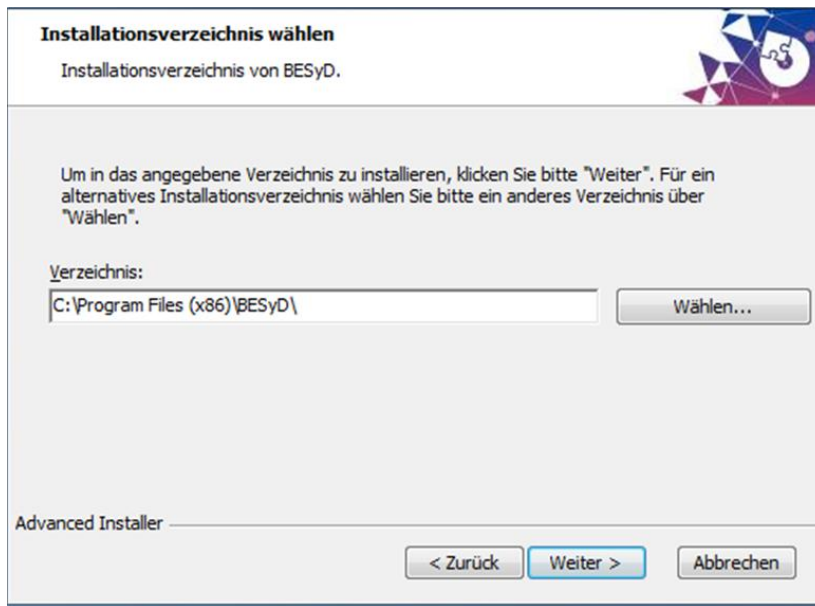 Installationsverzeichnis wählen
Installationsverzeichnis von BESyD.
Um in das angegebene Verzeichnis zu installieren, klicken Sie bitte "Weiter". Für ein
alternatives Installationsverzeichnis wählen Sie bitte ein anderes Verzeichnis über
"Wählen".
Verzeichnis:
C:\Program Files (x86)\BESyD\
Wählen...
Advanced Installer
< Zurück
Weiter >
Abbrechen